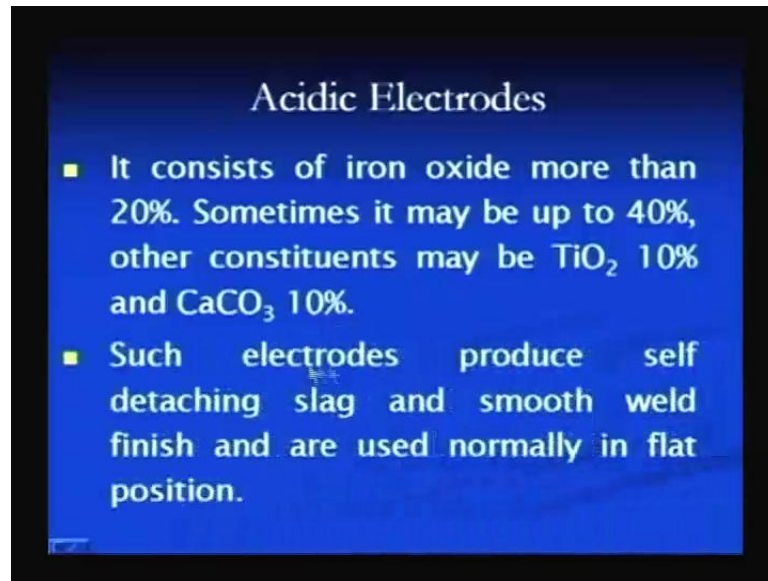 Acidic Electrodes
It consists of iron oxide more than
20%. Sometimes it may be up to 40%,
other constituents may be TiO₂ 10%
and CaCO₃ 10%.
Such electrodes produce self
detaching slag and smooth weld
finish and are used normally in flat
position.